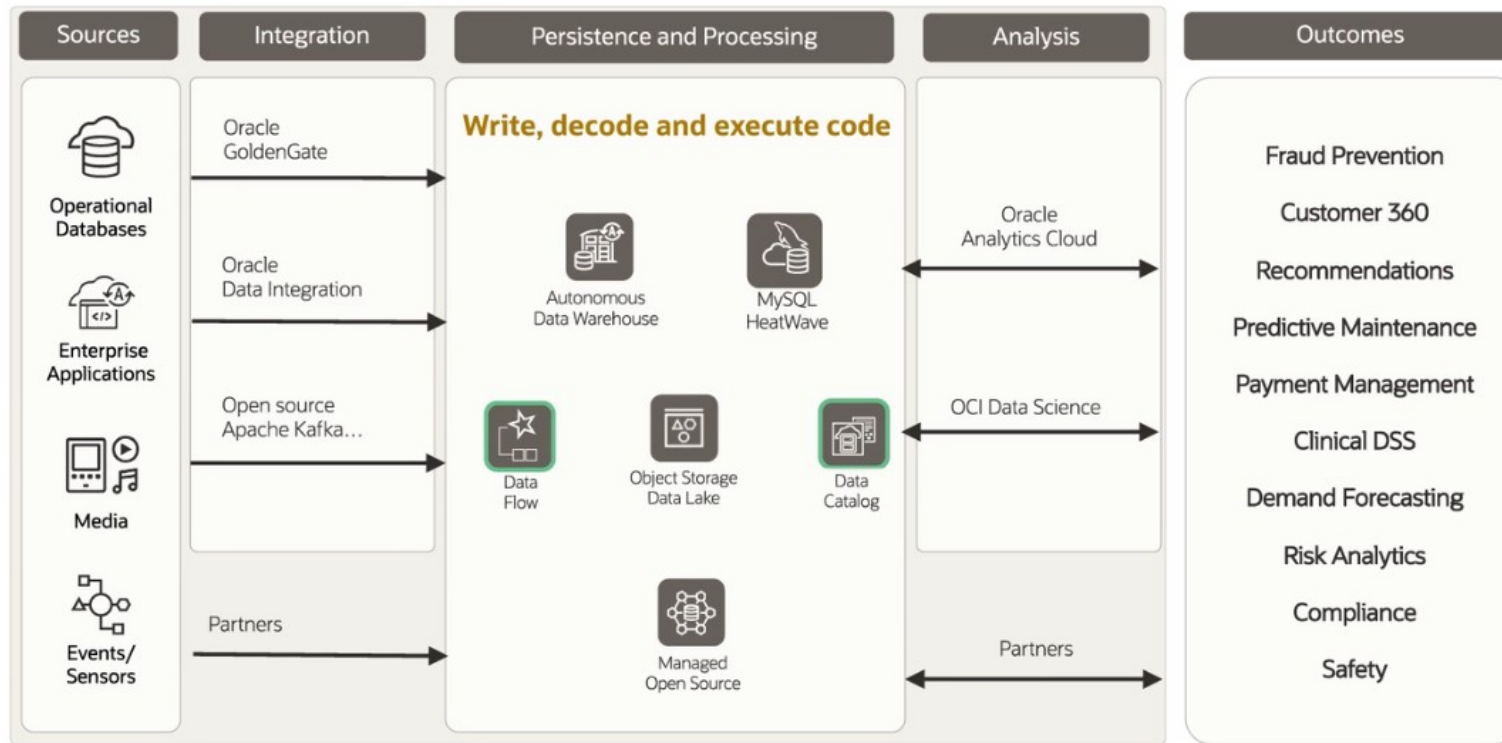 Sources
Integration
Persistence and Processing
Analysis
Outcomes
Operational
Databases
Enterprise
Applications
Media
Events/
Sensors
Oracle
GoldenGate
Oracle
Data Integration
Open source
Apache Kafka...
Partners
Write, decode and execute code
Autonomous
Data Warehouse
MySQL
HeatWave
Data
Flow
Object Storage
Data Lake
Data
Catalog
Managed
Open Source
Oracle
Analytics Cloud
OCI Data Science
Partners
Fraud Prevention
Customer 360
Recommendations
Predictive Maintenance
Payment Management
Clinical DSS
Demand Forecasting
Risk Analytics
Compliance
Safety